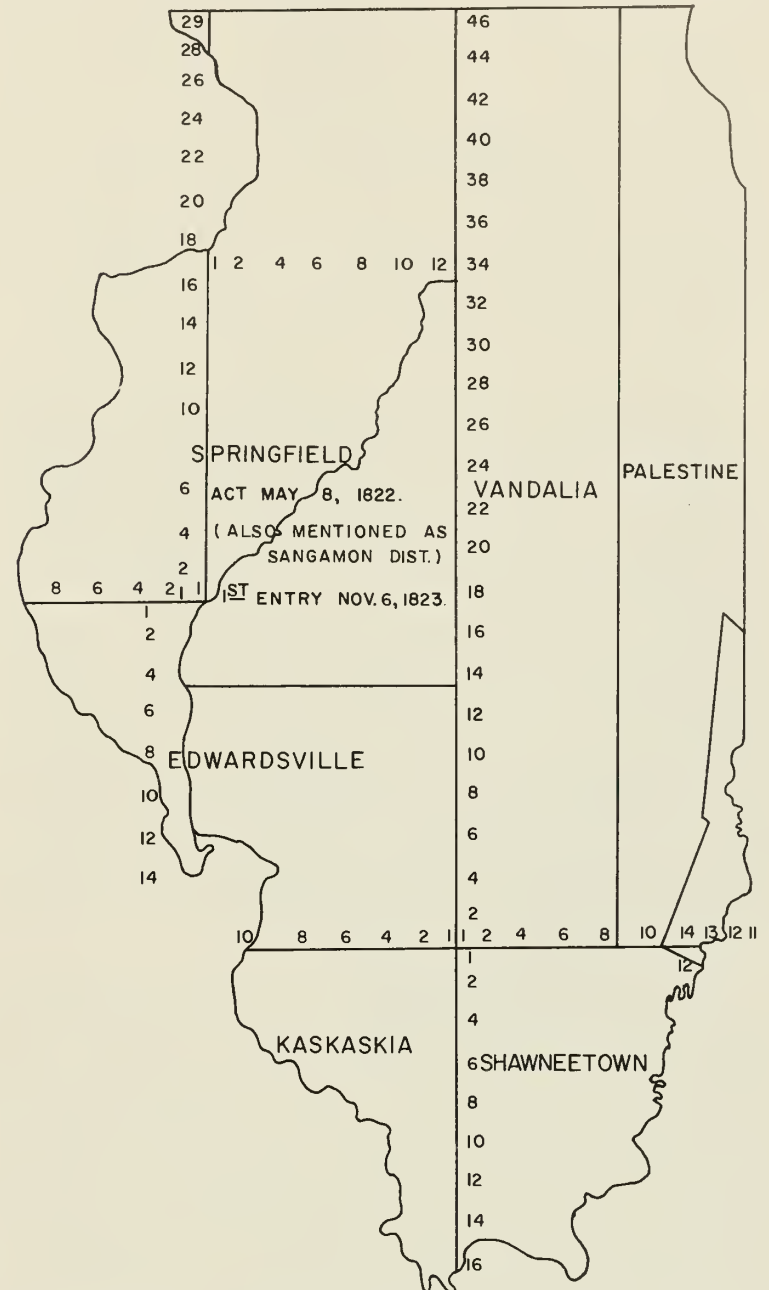 29 46
28 44
26 42
24 40
22 38
20 36
18 34
1 2 4 6 8 10 12
16 32
14 30
12 28
10 26
SPRINGFIELD 24
PALESTINE
6 ACT MAY 8, 1822. VANDALIA
22
4 (ALSO MENTIONED AS
SANGAMON DIST.) 20
2
8 6 4 2 1 1 1ST ENTRY NOV. 6, 1823. 18
1
2 16
4 14
6 12
8 EDWARDSVILLE 10
10 8
12 6
14 4
2
10 8 6 4 2 1 1 2 4 6 8 10 14 13 12 11
1 12
2
4
KASKASKIA
6 SHAWNEETOWN
8
10
12
14
16